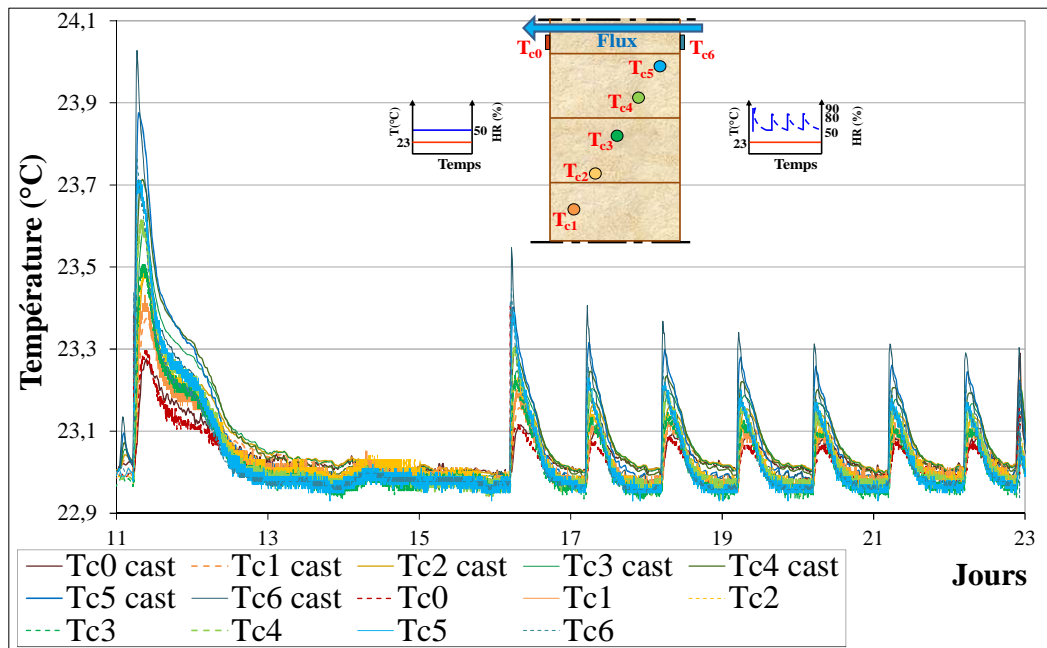 24,1
23,9
23,7
23,5
23,3
23,1
22,9
Température (°C)
11
13
15
17
19
21
23
Jours
Flux
Tc0
Tc6
Tc5
Tc4
Tc3
Tc2
Tc1
T(°C)
23
50
HR (%)
Temps
T(°C)
23
90
80
50
HR (%)
Temps
Tc0 cast Tc1 cast Tc2 cast Tc3 cast Tc4 cast
Tc5 cast Tc6 cast Tc0 Tc1 Tc2
Tc3 Tc4 Tc5 Tc6